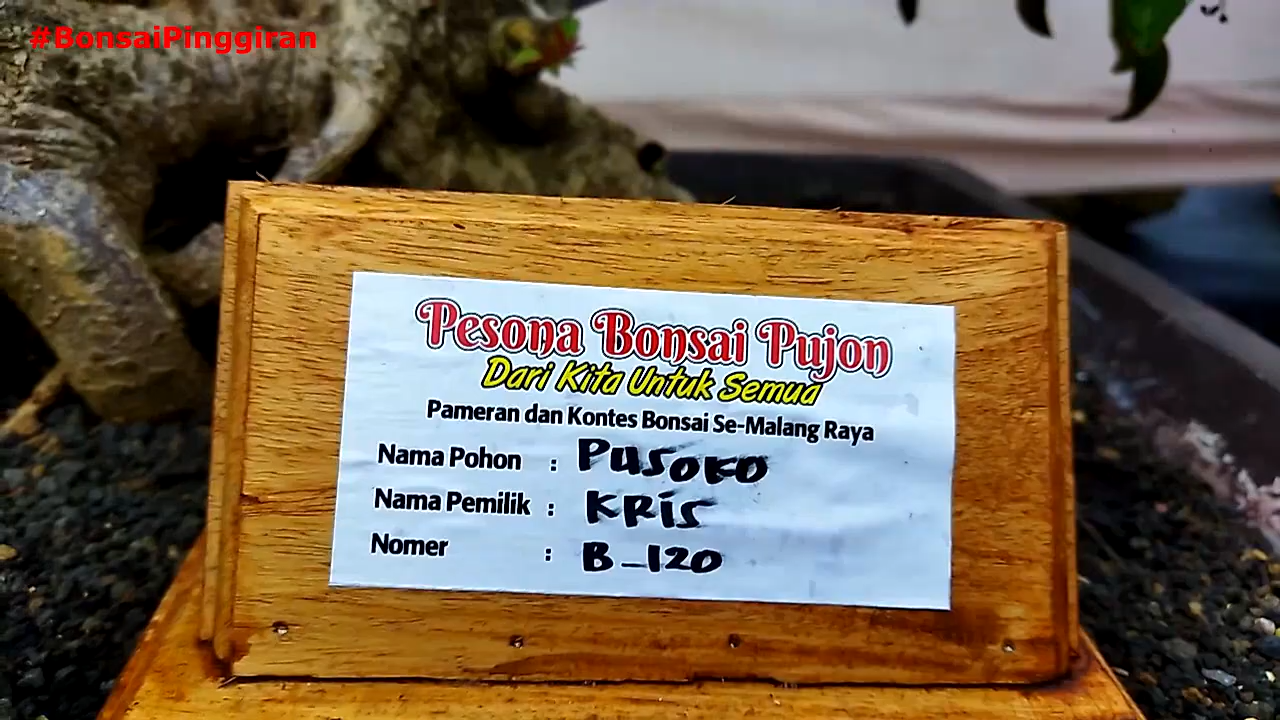 #BonsaiPinggiran
Pesona Bonsai Pujon
Dari Kita Untuk Semua
Pameran dan Kontes Bonsai Se-Malang Raya
Nama Pohon : PUSOKO
Nama Pemilik : KRiS
Nomer : B-120